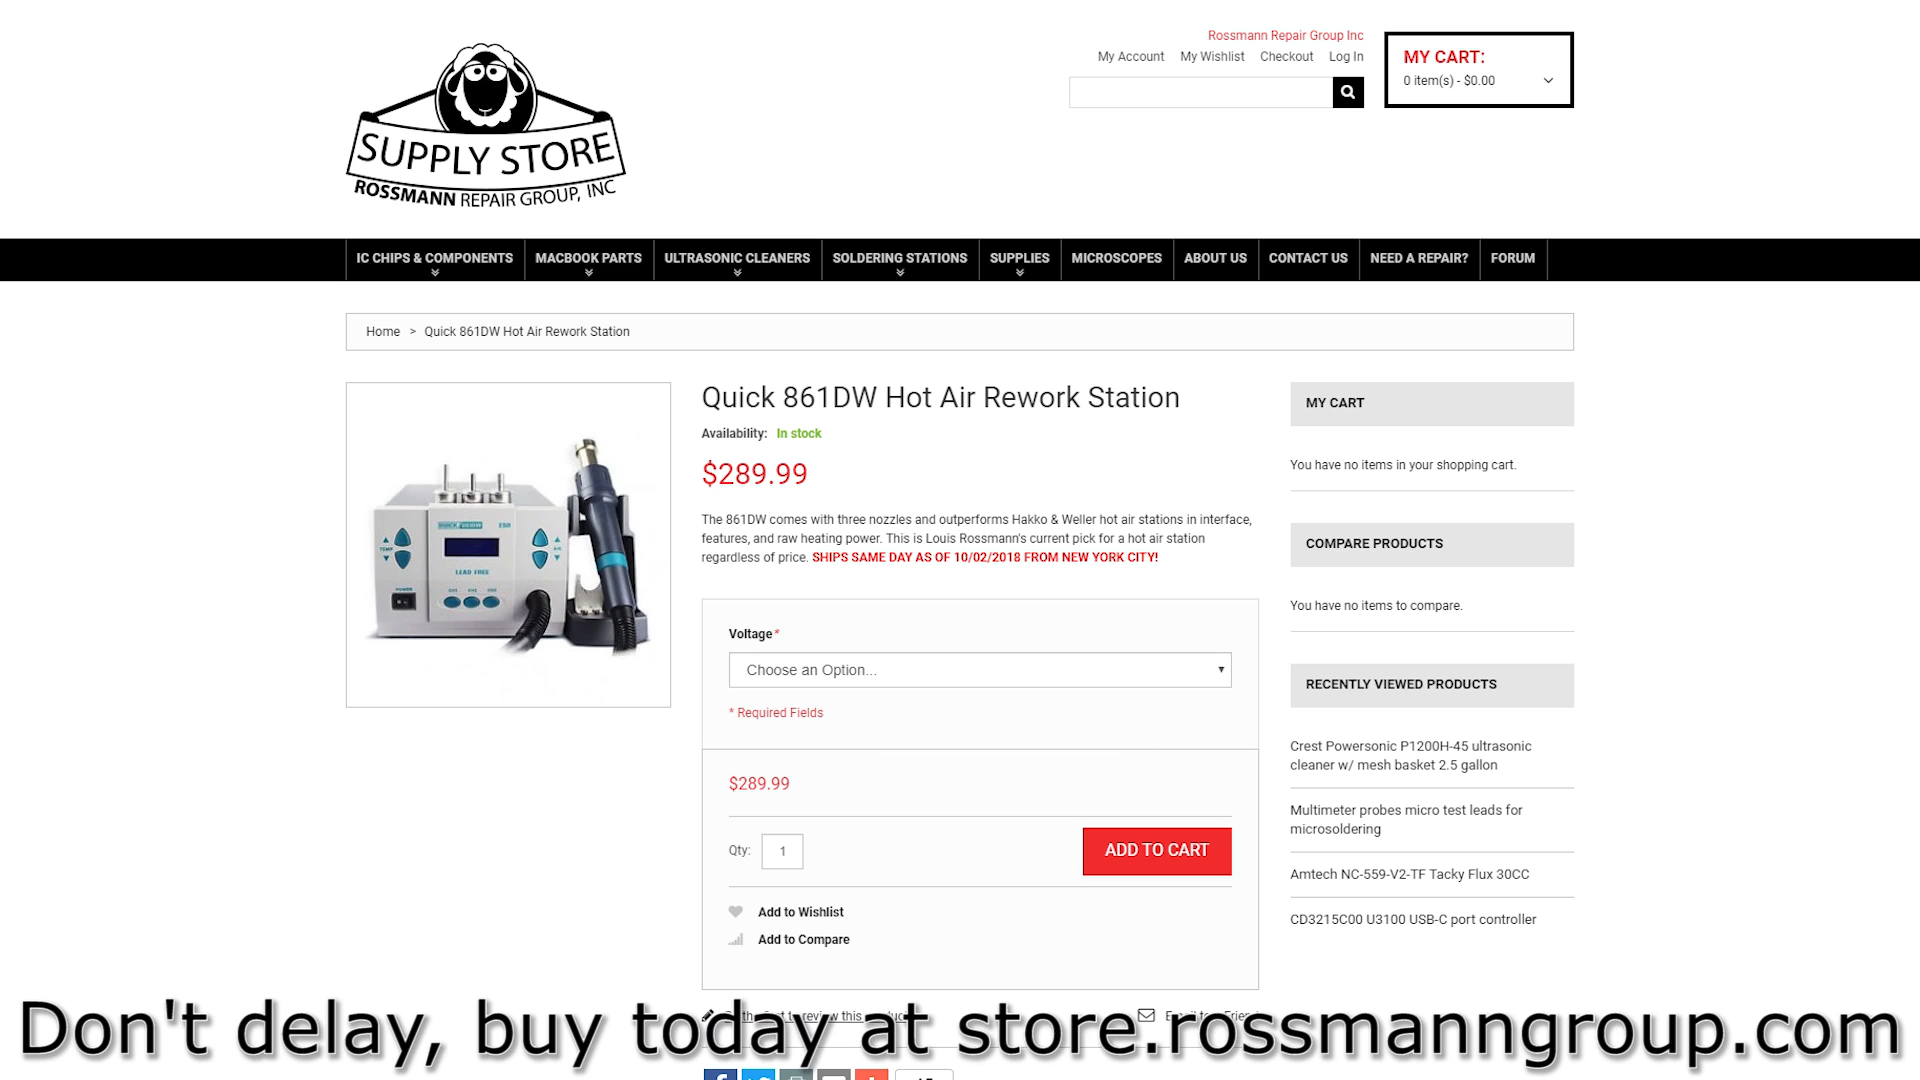 Rossmann Repair Group Inc
My Account My Wishlist Checkout Log In
MY CART:
0 item(s) - $0.00
SUPPLY STORE
ROSSMANN REPAIR GROUP, INC
IC CHIPS & COMPONENTS MACBOOK PARTS ULTRASONIC CLEANERS SOLDERING STATIONS SUPPLIES MICROSCOPES ABOUT US CONTACT US NEED A REPAIR? FORUM
Home > Quick 861DW Hot Air Rework Station
Quick 861DW Hot Air Rework Station
Availability: In stock
$289.99
The 861DW comes with three nozzles and outperforms Hakko & Weller hot air stations in interface,
features, and raw heating power. This is Louis Rossmann's current pick for a hot air station
regardless of price. SHIPS SAME DAY AS OF 10/02/2018 FROM NEW YORK CITY!
TEMP
AIR
LEAD FREE
POWER
CH1 CH2 CH3
Voltage*
Choose an Option...
* Required Fields
$289.99
Qty: 1
ADD TO CART
Add to Wishlist
Add to Compare
MY CART
You have no items in your shopping cart.
COMPARE PRODUCTS
You have no items to compare.
RECENTLY VIEWED PRODUCTS
Crest Powersonic P1200H-45 ultrasonic
cleaner w/ mesh basket 2.5 gallon
Multimeter probes micro test leads for
microsoldering
Amtech NC-559-V2-TF Tacky Flux 30CC
CD3215C00 U3100 USB-C port controller
review this
Don't delay, buy today at store.rossmanngroup.com